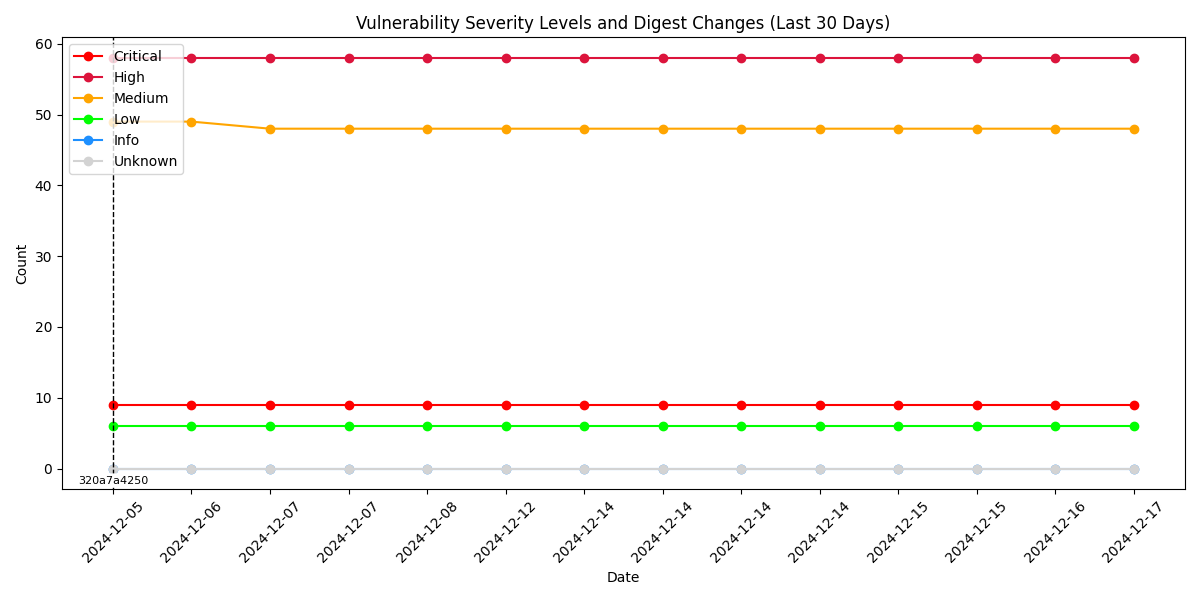 Vulnerability Severity Levels and Digest Changes (Last 30 Days)
60
50
40
30
20
10
0
Count
Critical
High
Medium
Low
Info
Unknown
320a7a4250
2024-12-05
2024-12-06
2024-12-07
2024-12-07
2024-12-08
2024-12-12
2024-12-14
2024-12-14
2024-12-14
2024-12-14
2024-12-15
2024-12-15
2024-12-16
2024-12-17
Date